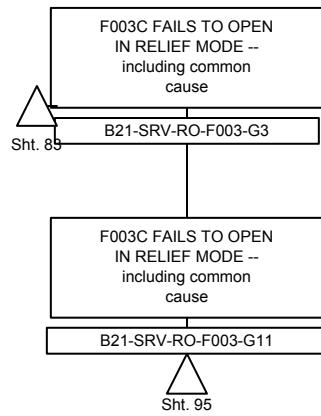 F003C FAILS TO OPEN
IN RELIEF MODE --
including common
cause
B21-SRV-RO-F003-G3
Sht. 83
F003C FAILS TO OPEN
IN RELIEF MODE --
including common
cause
B21-SRV-RO-F003-G11
Sht. 95